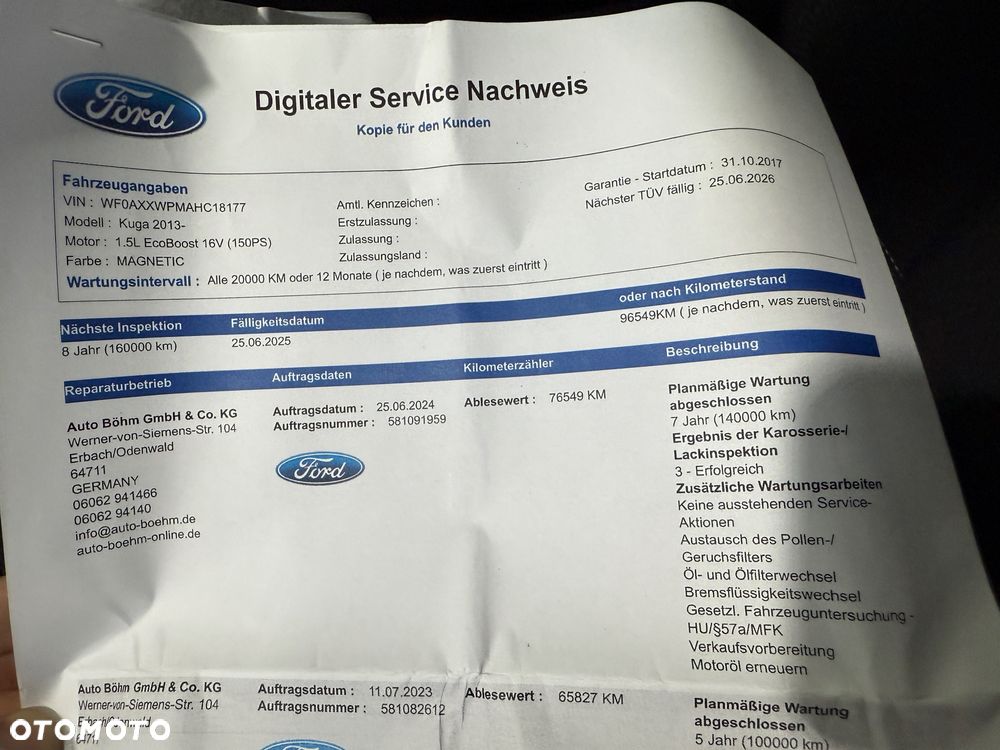 Ford
Digitaler Service Nachweis
Kopie für den Kunden
Fahrzeugangaben
VIN : WF0AXXWPMAHC18177
Modell : Kuga 2013-
Motor : 1.5L EcoBoost 16V (150PS)
Farbe : MAGNETIC
Amtl. Kennzeichen :
Erstzulassung :
Zulassung :
Zulassungsland :
Garantie - Startdatum : 31.10.2017
Nächster TÜV fällig : 25.06.2026
Wartungsintervall : Alle 20000 KM oder 12 Monate ( je nachdem, was zuerst eintritt )
Nächste Inspektion Fälligkeitsdatum oder nach Kilometerstand
8 Jahr (160000 km) 25.06.2025 96549KM ( je nachdem, was zuerst eintritt )
Reparaturbetrieb Auftragsdaten Kilometerzähler Beschreibung
Auto Böhm GmbH & Co. KG
Werner-von-Siemens-Str. 104
Erbach/Odenwald
64711
GERMANY
06062 941466
06062 94140
info@auto-boehm.de
auto-boehm-online.de
Auftragsdatum : 25.06.2024
Auftragsnummer : 581091959
Ford
Ablesewert : 76549 KM
Planmäßige Wartung
abgeschlossen
7 Jahr (140000 km)
Ergebnis der Karosserie-/
Lackinspektion
3 - Erfolgreich
Zusätzliche Wartungsarbeiten
Keine ausstehenden Service-
Aktionen
Austausch des Pollen-/
Geruchsfilters
Öl- und Ölfilterwechsel
Bremsflüssigkeitswechsel
Gesetzl. Fahrzeuguntersuchung -
HU/§57a/MFK
Verkaufsvorbereitung
Motoröl erneuern
Auto Böhm GmbH & Co. KG
Werner-von-Siemens-Str. 104
Erbach/Odenwald
64711
Auftragsdatum : 11.07.2023
Auftragsnummer : 581082612
Ablesewert : 65827 KM
Planmäßige Wartung
abgeschlossen
5 Jahr (100000 km)
OTOMOTO